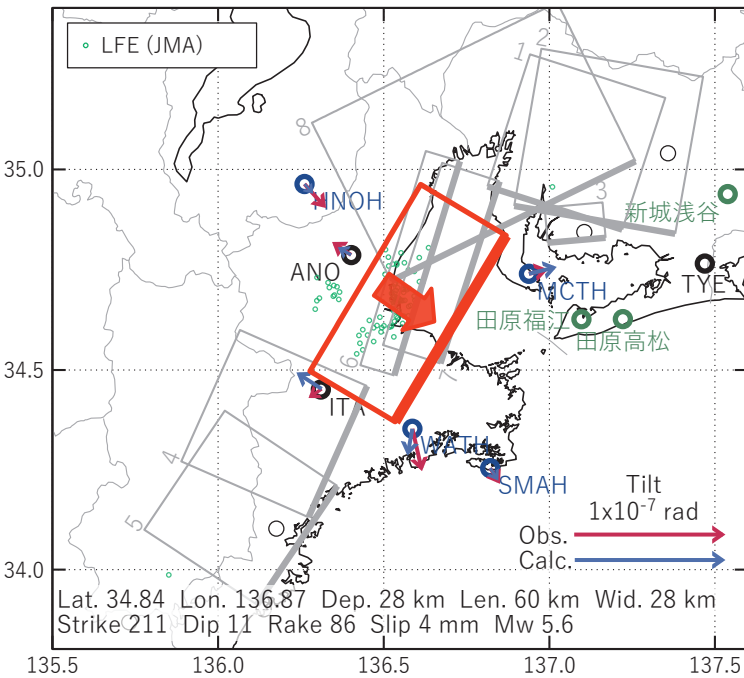 LFE (JMA)
1
2
8
3
35.0
INOH
新城浅谷
ANO
TYE
MCTH
田原福江
田原高松
6
7
34.5
ITA
WATH
4
SMAH
Tilt
1x10⁻⁷ rad
5
Obs.
Calc.
34.0
Lat. 34.84 Lon. 136.87 Dep. 28 km Len. 60 km Wid. 28 km
Strike 211 Dip 11 Rake 86 Slip 4 mm Mw 5.6
135.5 136.0 136.5 137.0 137.5